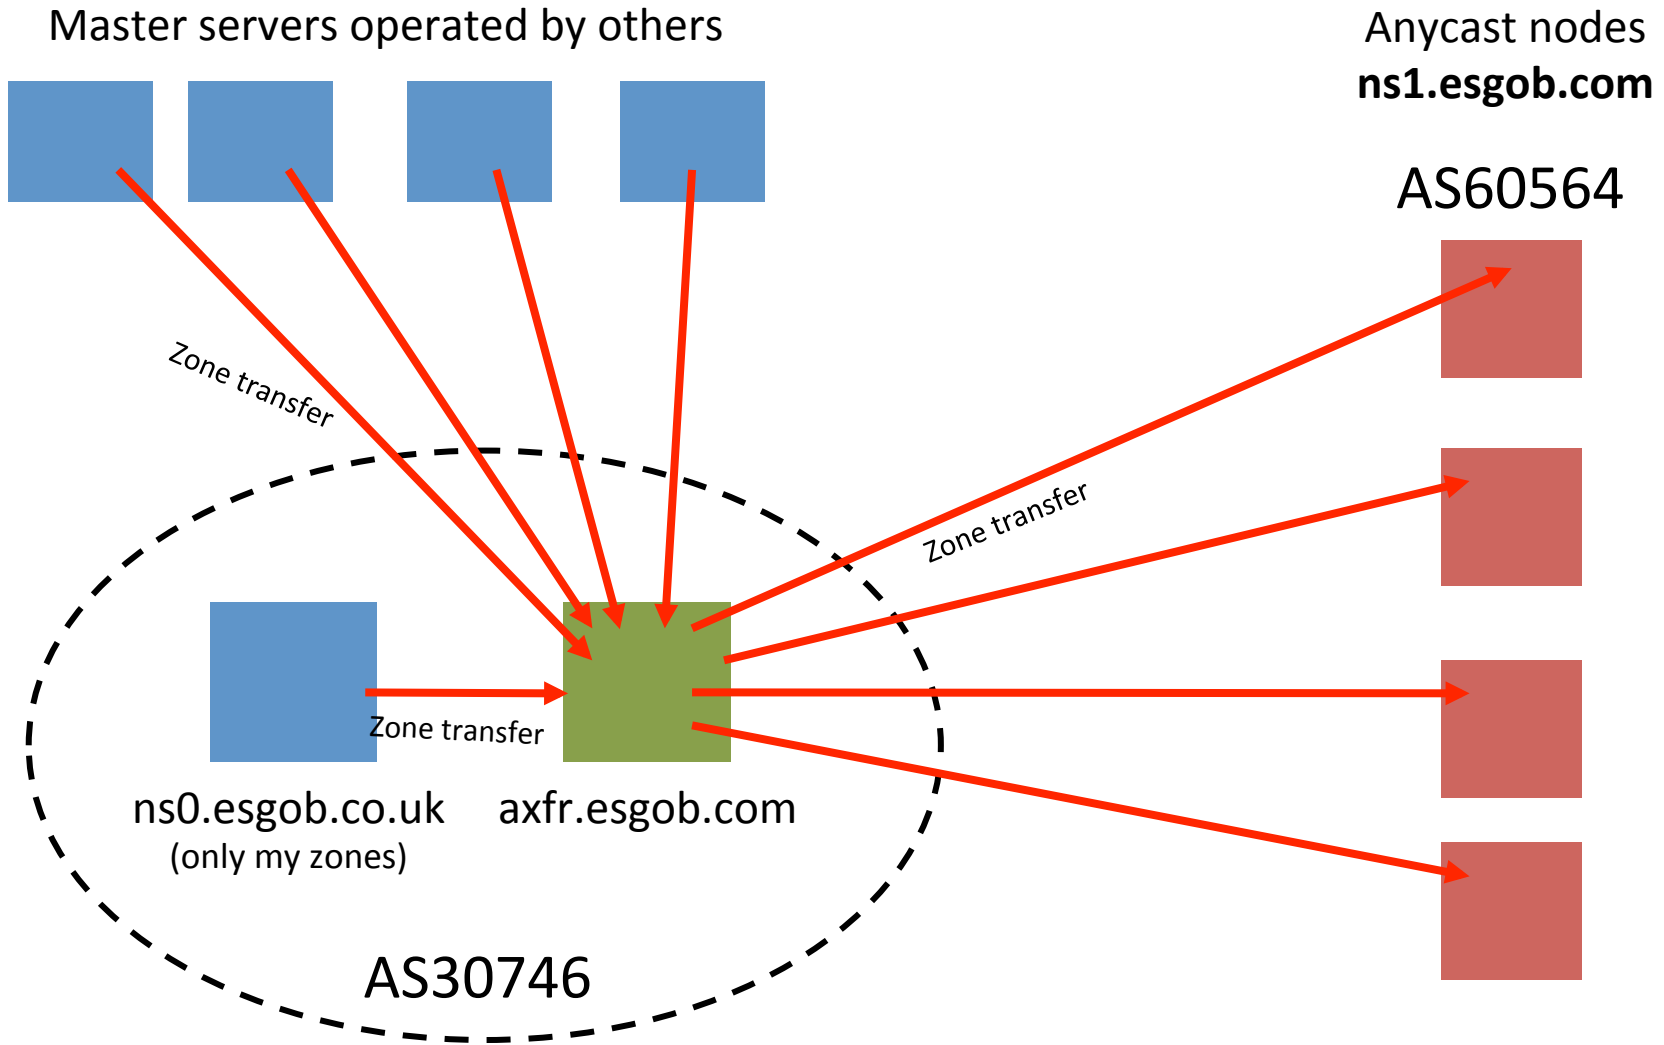 Master servers operated by others
Anycast nodes
ns1.esgob.com
AS60564
Zone transfer
Zone transfer
Zone transfer
ns0.esgob.co.uk
(only my zones)
axfr.esgob.com
AS30746